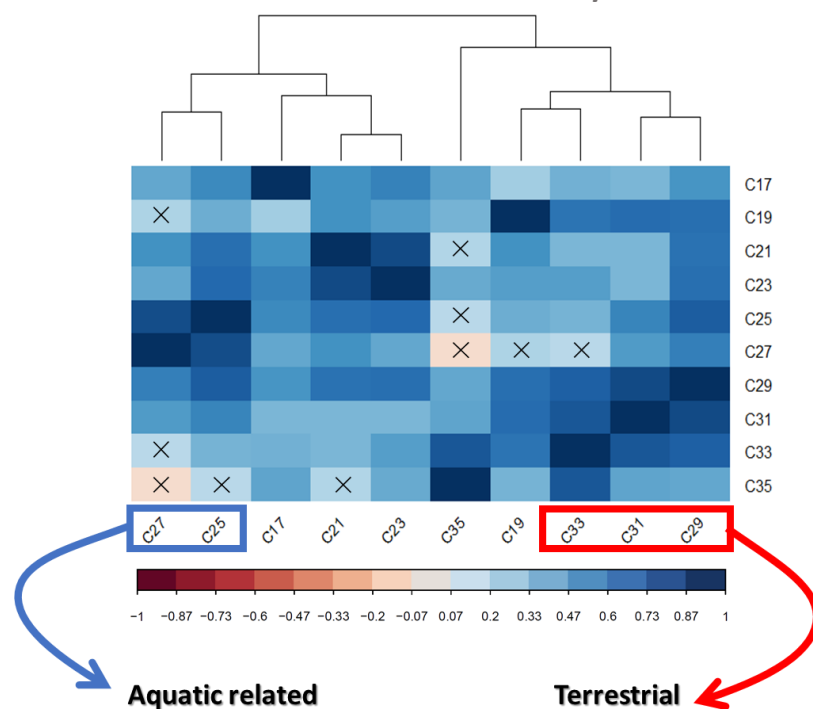 C17
C19
C21
C23
C25
C27
C29
C31
C33
C35
C27 C25 C17 C21 C23 C35 C19 C33 C31 C29
−1 −0.87 −0.73 −0.6 −0.47 −0.33 −0.2 −0.07 0.07 0.2 0.33 0.47 0.6 0.73 0.87 1
Aquatic related Terrestrial